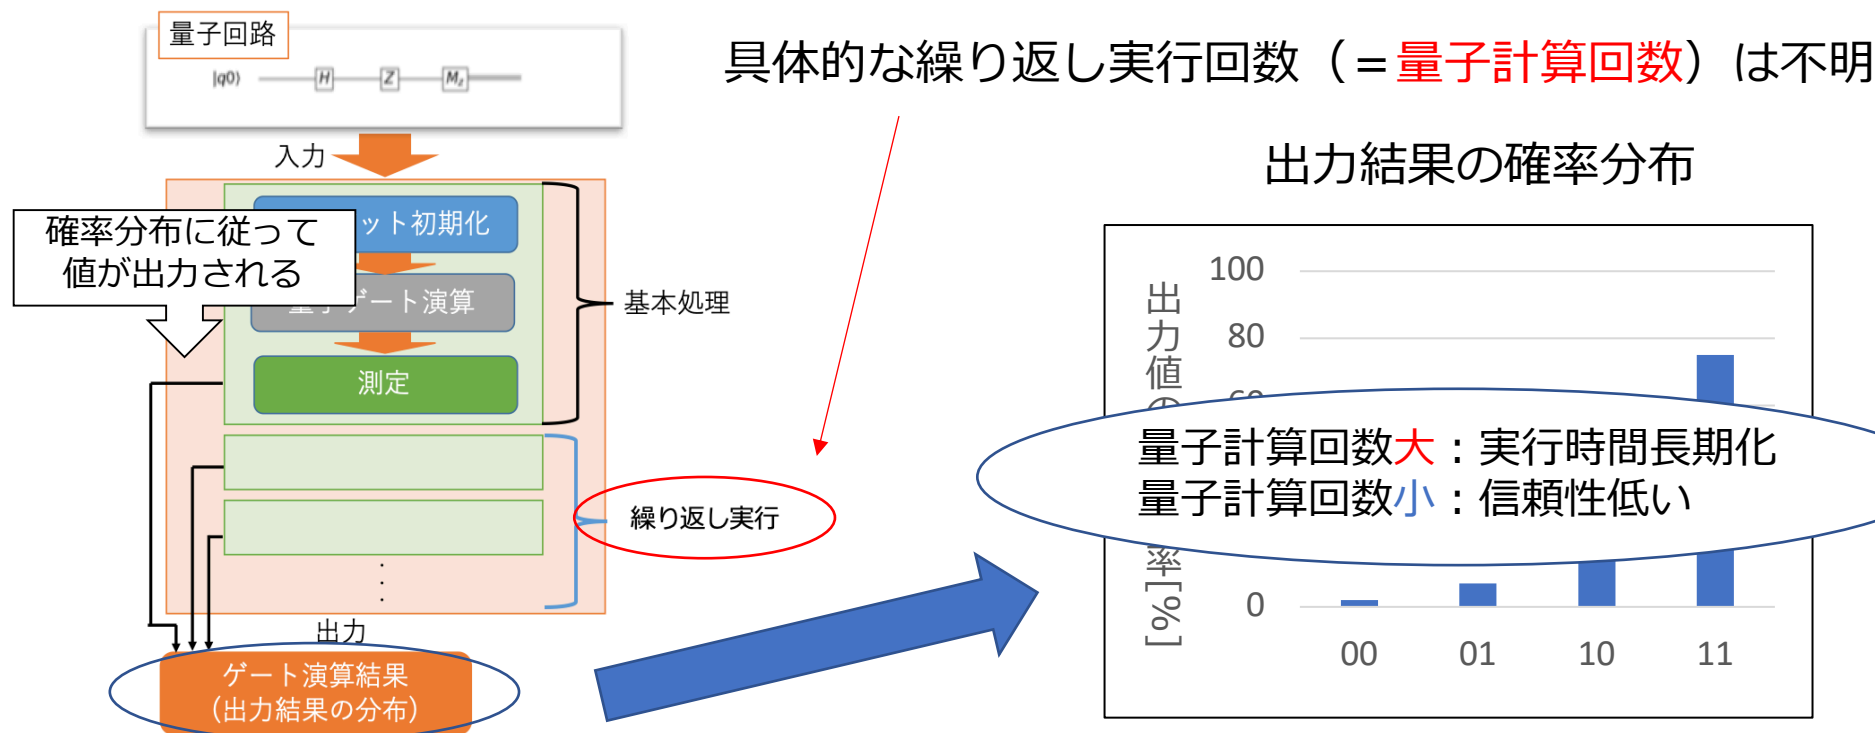 量子回路
|q0⟩ H Z M_z
入力
確率分布に従って
値が出力される
ット初期化
ゲート演算
測定
基本処理
繰り返し実行
出力
ゲート演算結果
（出力結果の分布）
具体的な繰り返し実行回数（＝量子計算回数）は不明
出力結果の確率分布
出力値の
率[%]
100
80
60
0
00 01 10 11
量子計算回数大：実行時間長期化
量子計算回数小：信頼性低い